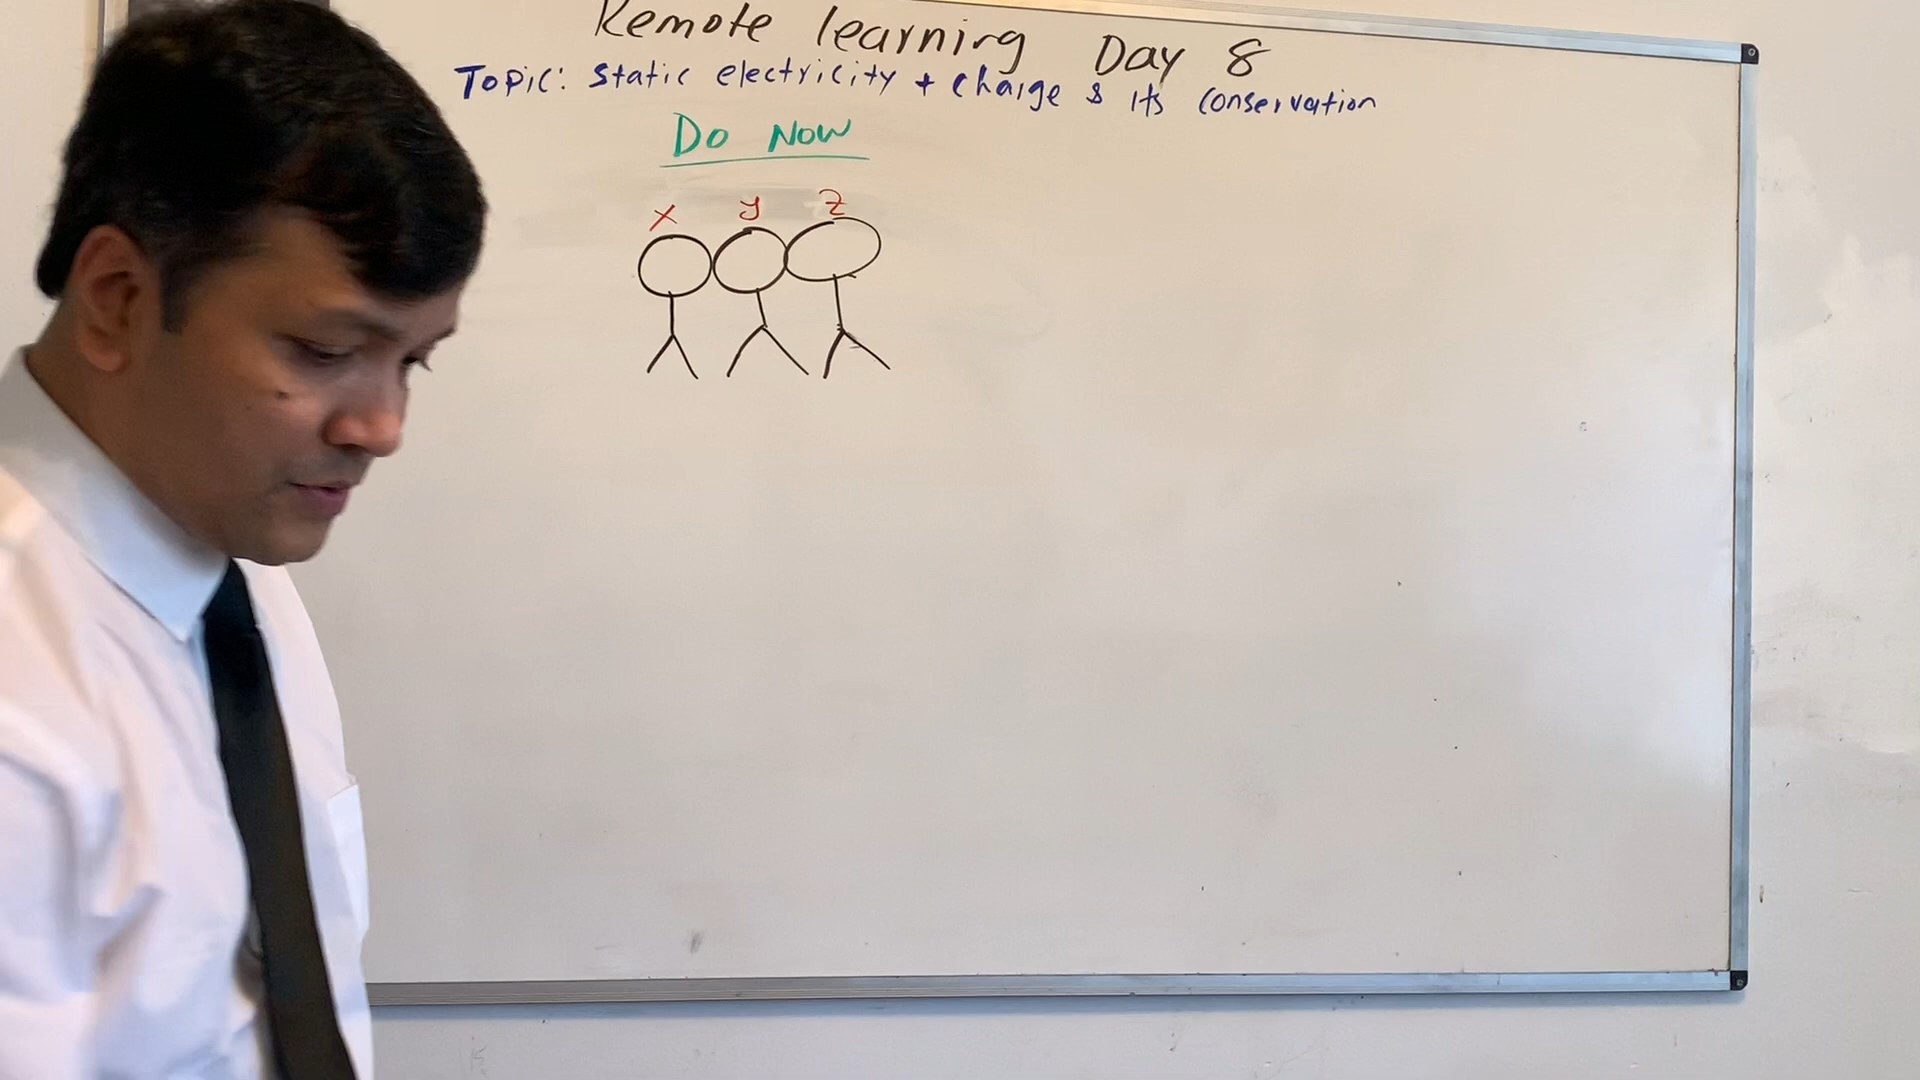 Remote learning Day 8
Topic: Static electricity + Charge & Its Conservation
Do Now
X y Z